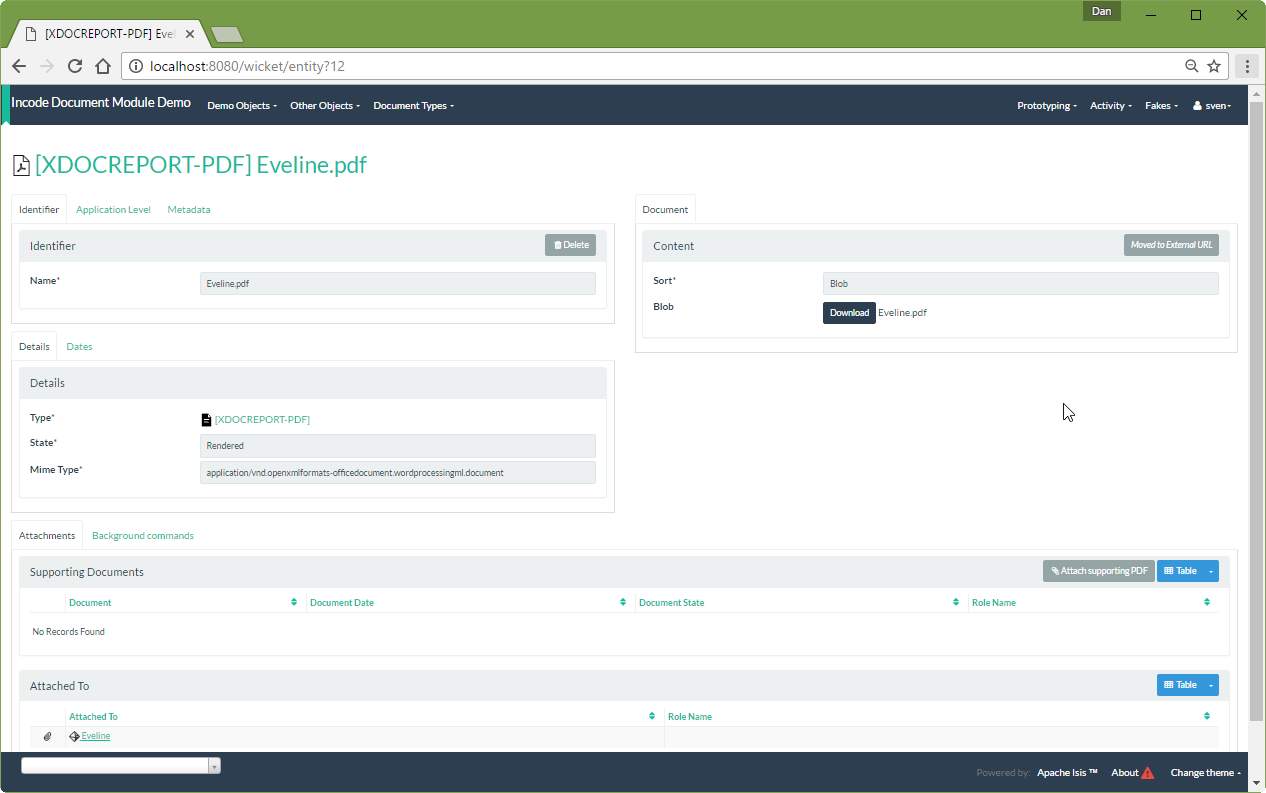 Dan
[XDOCREPORT-PDF] Eve
localhost:8080/wicket/entity?12
Incode Document Module Demo Demo Objects Other Objects Document Types Prototyping Activity Fakes sven
[XDOCREPORT-PDF] Eveline.pdf
Identifier Application Level Metadata
Identifier Delete
Name* Eveline.pdf
Document
Content Moved to External URL
Sort* Blob
Blob Download Eveline.pdf
Details Dates
Details
Type* [XDOCREPORT-PDF]
State* Rendered
Mime Type* application/vnd.openxmlformats-officedocument.wordprocessingml.document
Attachments Background commands
Supporting Documents Attach supporting PDF Table
Document Document Date Document State Role Name
No Records Found
Attached To Table
Attached To Role Name
Eveline
Powered by: Apache Isis ™ About Change theme